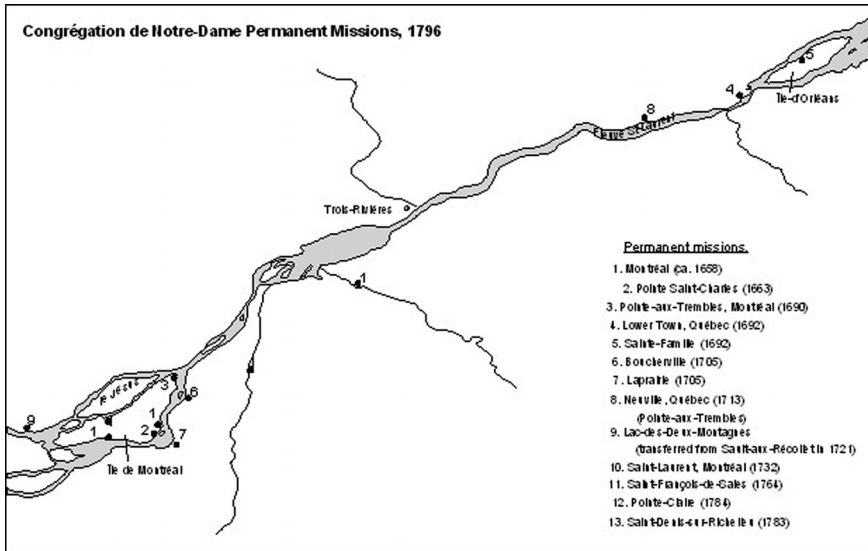 Congrégation de Notre-Dame Permanent Missions, 1796
5
4
Île-d'Orléans
8
Fleuve St-Laurent
Trois-Rivières
1
Permanent missions.
1. Montréal (ca. 1658)
2. Pointe Saint-Charles (1663)
3. Pointe-aux-Trembles, Montréal (1690)
4. Lower Town, Québec (1692)
5. Sainte-Famille (1692)
6. Boucherville (1705)
7. Laprairie (1705)
8. Neuville, Québec (1713)
(Pointe-aux-Trembles)
9. Lac-des-Deux-Montagnes
(transferred from Sault-aux-Récollet in 1721)
10. Saint-Laurent, Montréal (1732)
11. Saint-François-de-Sales (1764)
12. Pointe-Claire (1784)
13. Saint-Denis-sur-Richelieu (1783)
3
Jésus
6
9
1
1
2
7
Île de Montréal